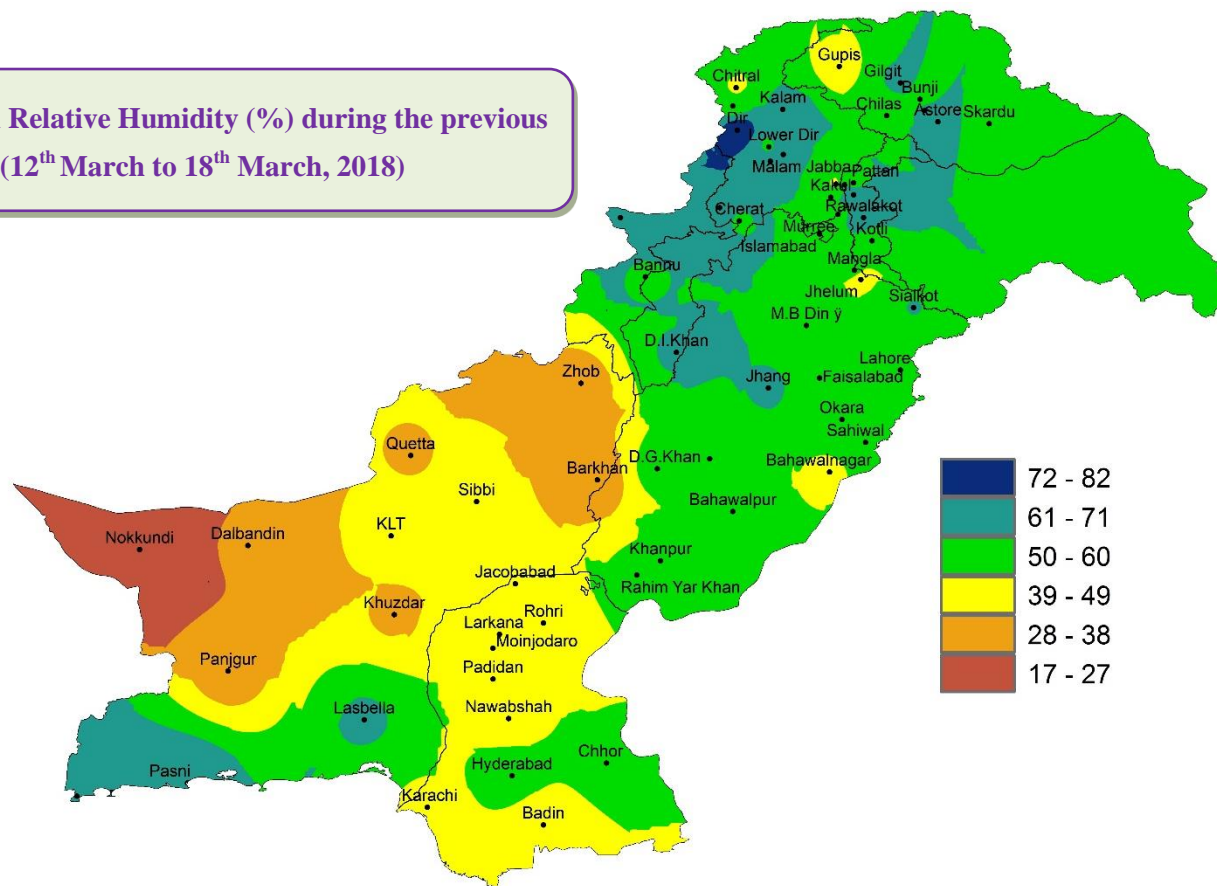 Relative Humidity (%) during the previous
(12th March to 18th March, 2018)
Gupis
Chitral
Gilgit
Bunji
Kalam
Chilas
Astore
Skardu
Dir
Lower Dir
Malam Jabbar
Pattan
Kakul
Cherat
Rawalakot
Murree
Kotli
Islamabad
Bannu
Mangla
Jhelum
Sialkot
M.B Din ÿ
D.I.Khan
Lahore
Zhob
Jhang
Faisalabad
Okara
Sahiwal
Quetta
D.G.Khan
Bahawalnagar
Barkhan
72 - 82
Sibbi
Bahawalpur
61 - 71
KLT
Nokkundi
Dalbandin
50 - 60
Khanpur
Jacobabad
Rahim Yar Khan
39 - 49
Khuzdar
Rohri
Larkana
28 - 38
Moinjodaro
Panjgur
Padidan
17 - 27
Lasbella
Nawabshah
Chhor
Pasni
Hyderabad
Karachi
Badin